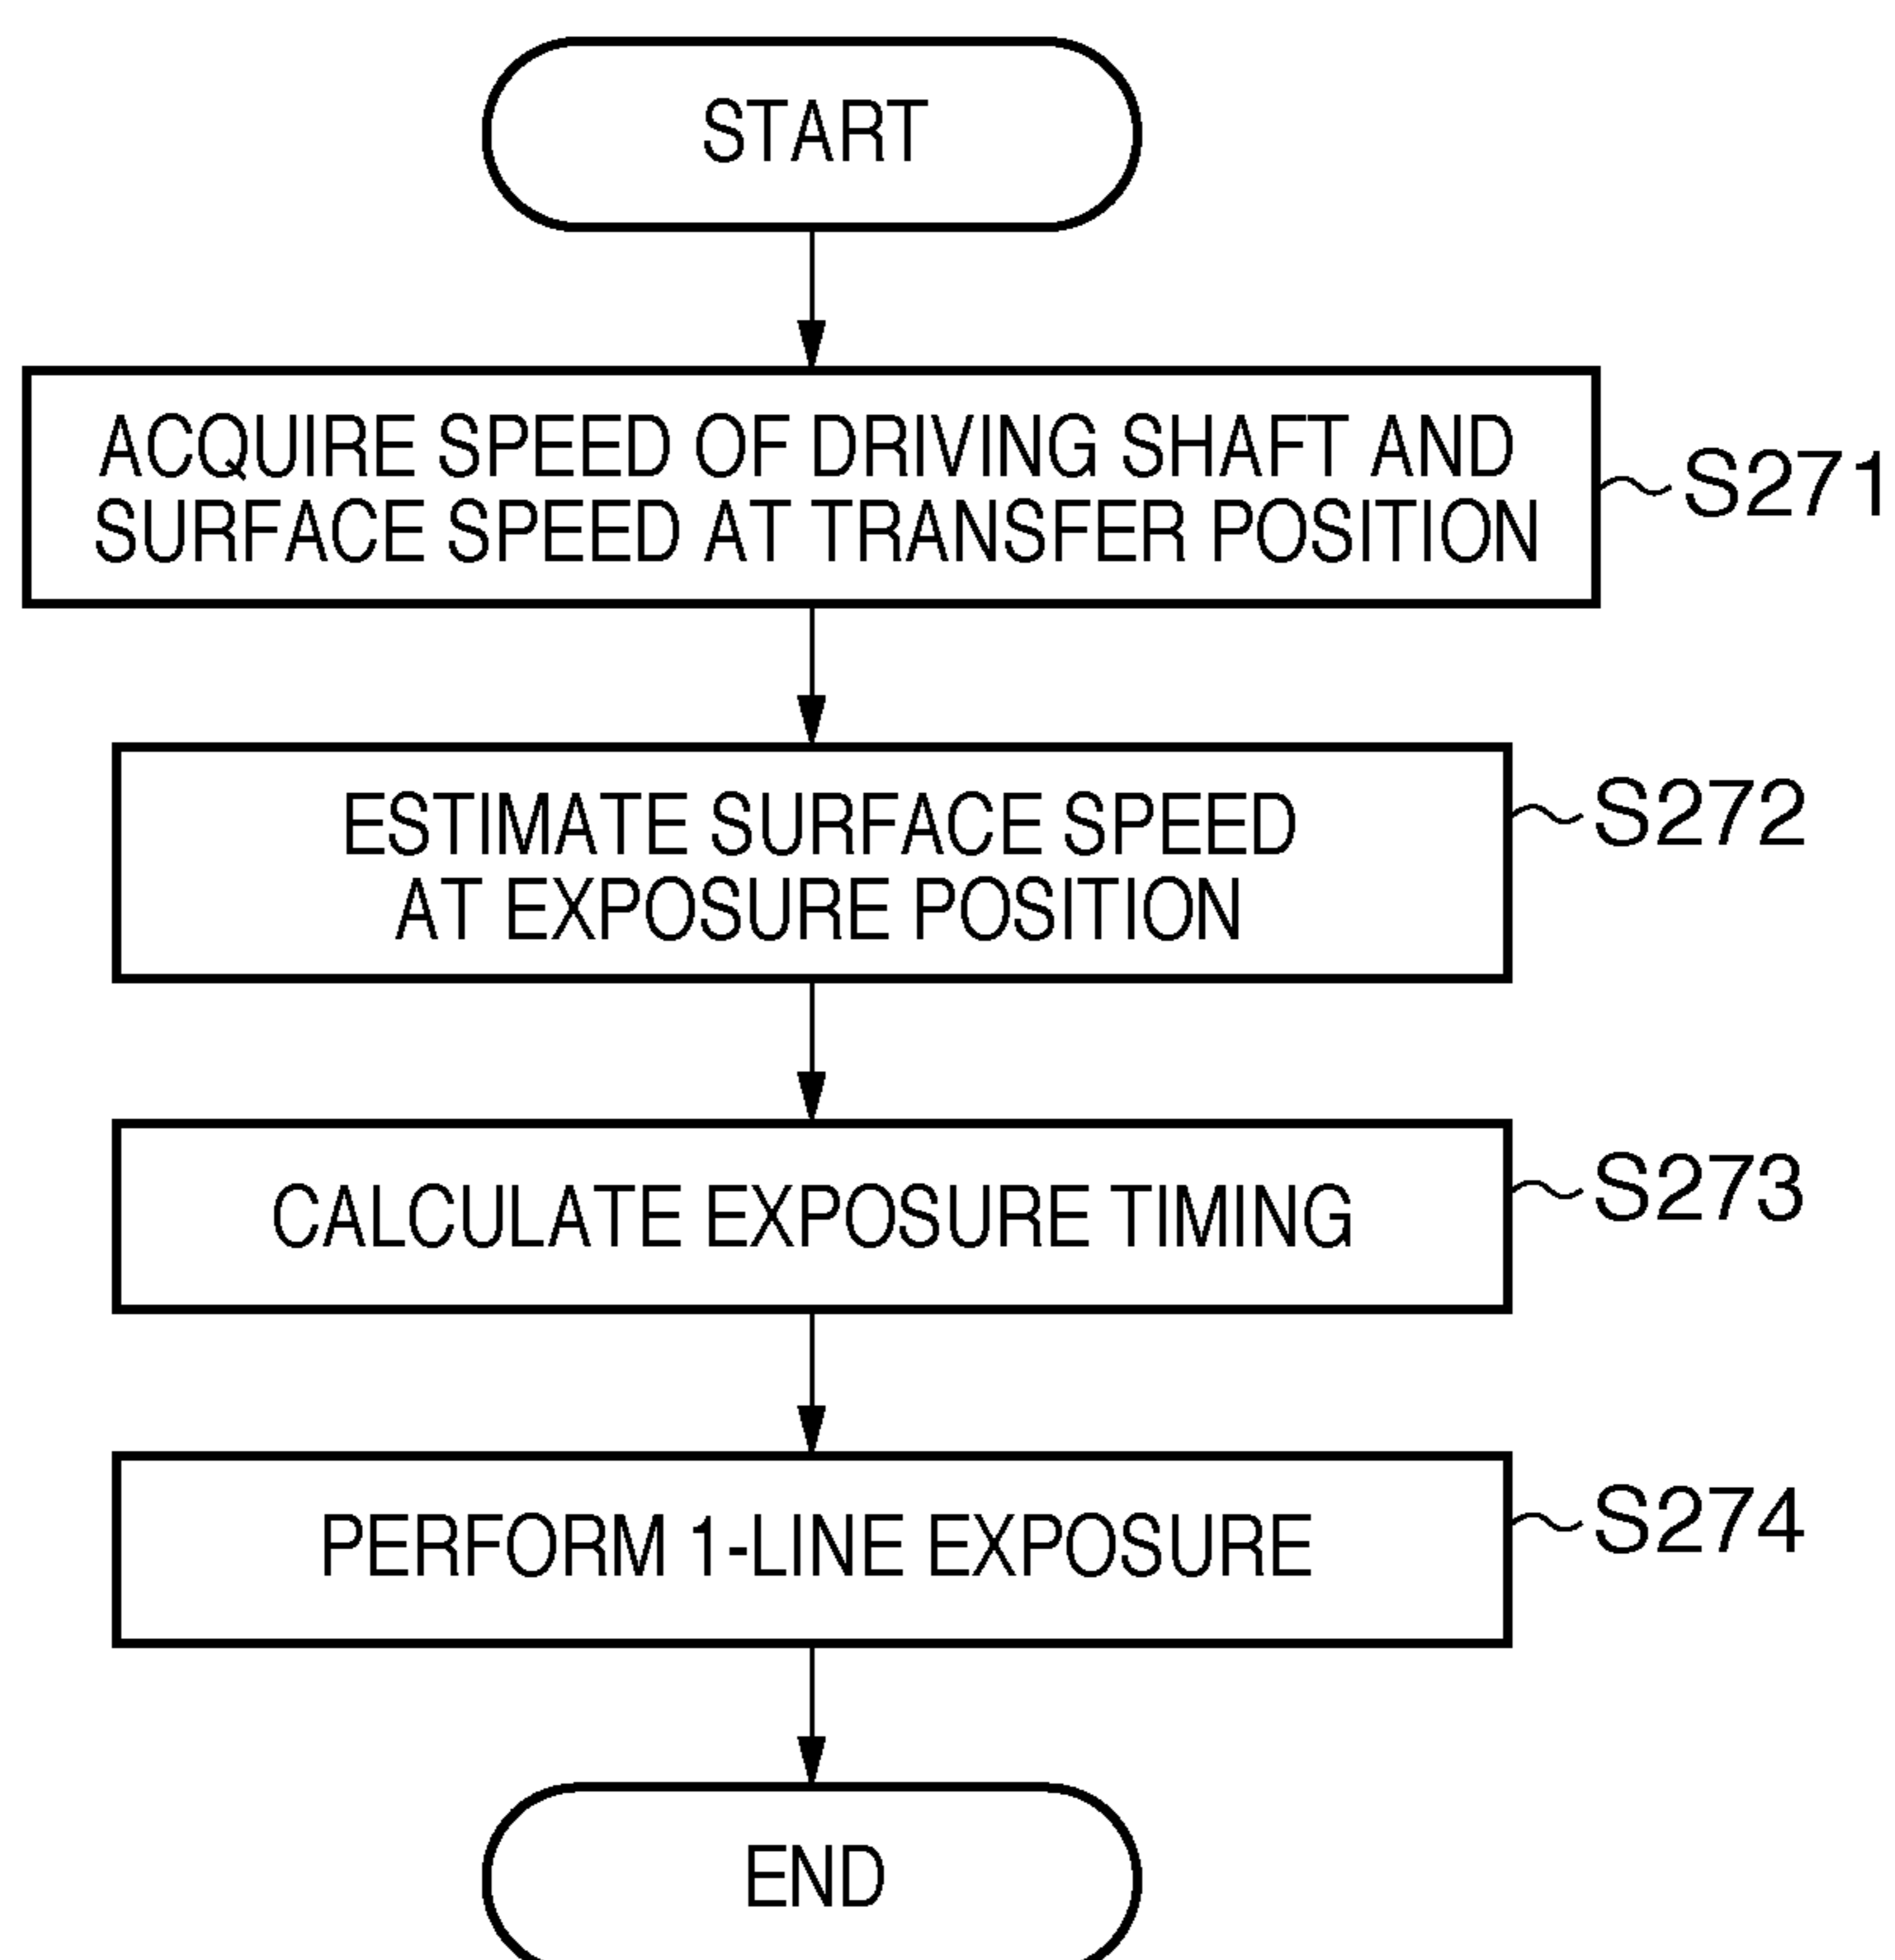 START
ACQUIRE SPEED OF DRIVING SHAFT AND
SURFACE SPEED AT TRANSFER POSITION
S271
ESTIMATE SURFACE SPEED
AT EXPOSURE POSITION
S272
CALCULATE EXPOSURE TIMING
S273
PERFORM 1-LINE EXPOSURE
S274
END